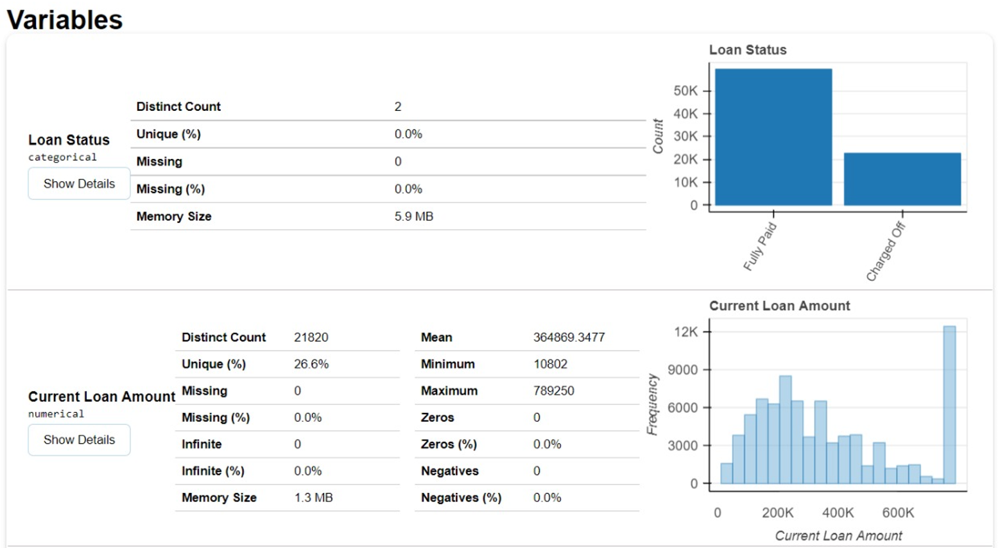 Variables
Loan Status
categorical
Show Details
Distinct Count 2
Unique (%) 0.0%
Missing 0
Missing (%) 0.0%
Memory Size 5.9 MB
Loan Status
Count
50K
40K
30K
20K
10K
0
Fully Paid
Charged Off
Current Loan Amount
numerical
Show Details
Distinct Count 21820
Unique (%) 26.6%
Missing 0
Missing (%) 0.0%
Infinite 0
Infinite (%) 0.0%
Memory Size 1.3 MB
Mean 364869.3477
Minimum 10802
Maximum 789250
Zeros 0
Zeros (%) 0.0%
Negatives 0
Negatives (%) 0.0%
Current Loan Amount
Frequency
12K
9000
6000
3000
0
0 200K 400K 600K
Current Loan Amount